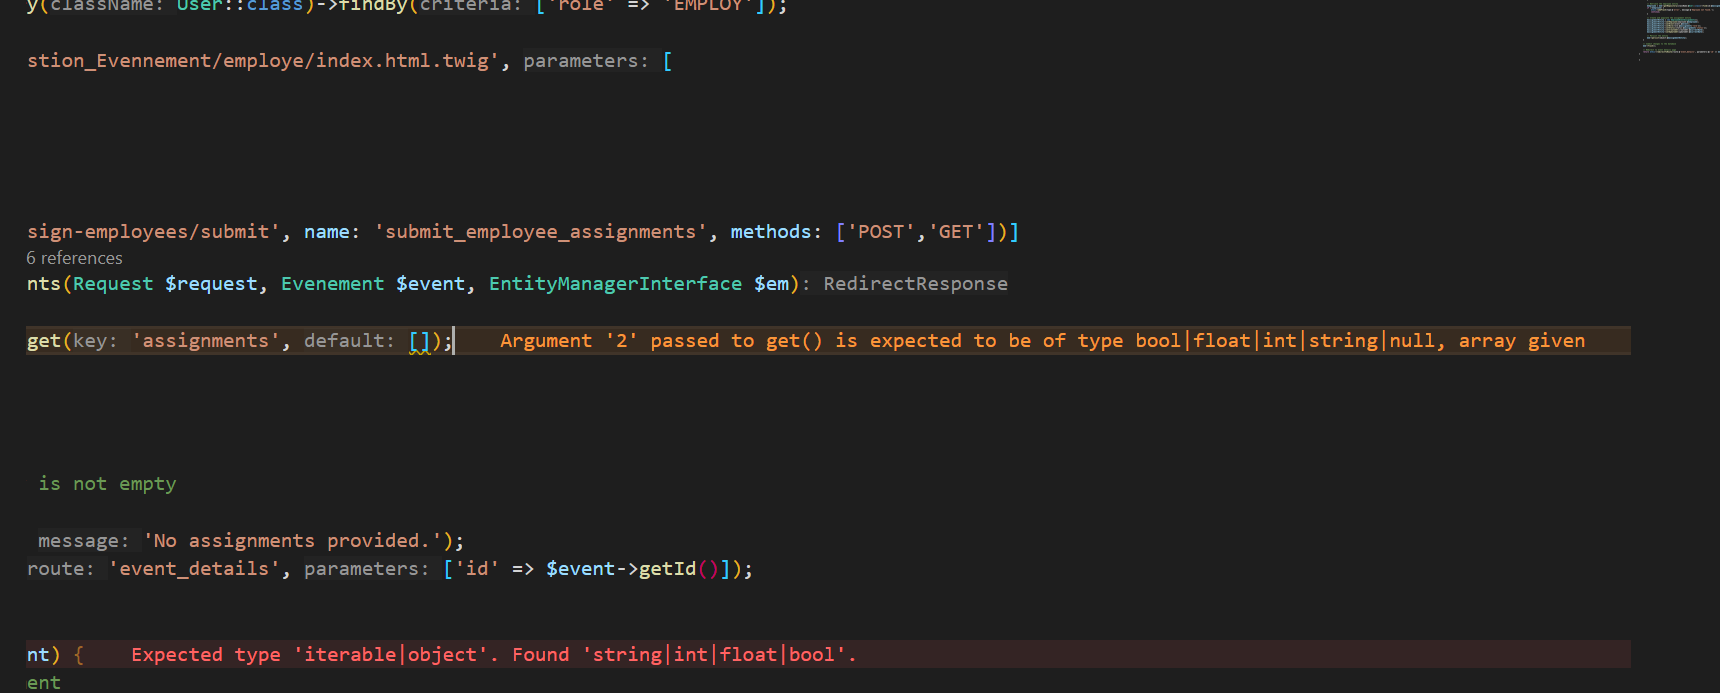 y(className: User::class)->findBy(criteria: ['role' => 'EMPLOY']);
stion_Evennement/employe/index.html.twig', parameters: [
sign-employees/submit', name: 'submit_employee_assignments', methods: ['POST','GET'])]
6 references
nts(Request $request, Evenement $event, EntityManagerInterface $em): RedirectResponse
get(key: 'assignments', default: []); Argument '2' passed to get() is expected to be of type bool|float|int|string|null, array given
is not empty
message: 'No assignments provided.');
route: 'event_details', parameters: ['id' => $event->getId()]);
nt) { Expected type 'iterable|object'. Found 'string|int|float|bool'.
ent